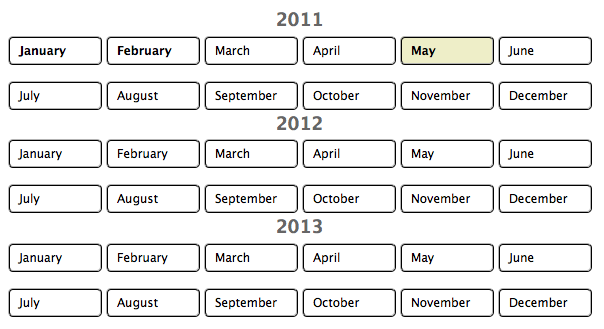 2011
January February March April May June
July August September October November December
2012
January February March April May June
July August September October November December
2013
January February March April May June
July August September October November December